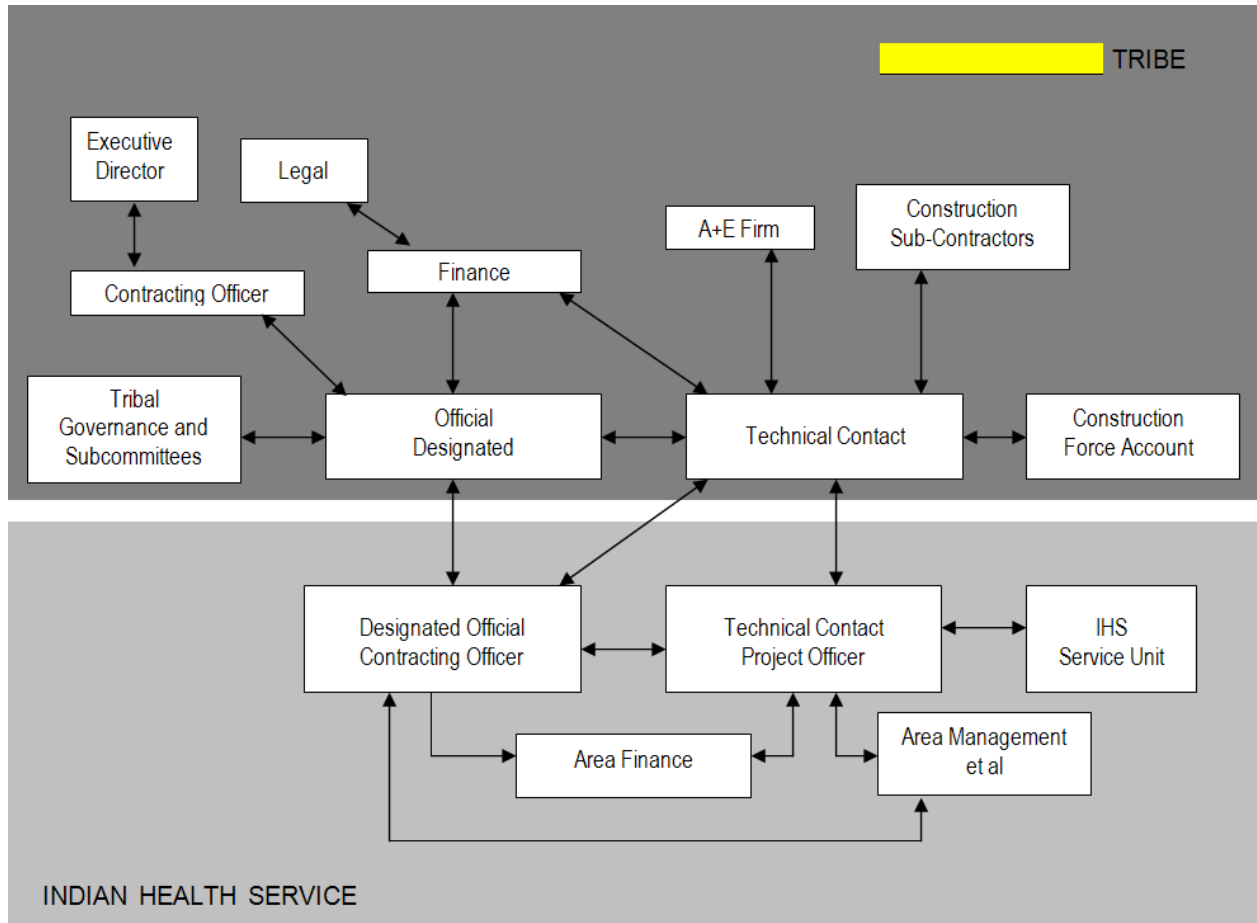 TRIBE
Executive
Director
Legal
A+E Firm
Construction
Sub-Contractors
Finance
Contracting Officer
Tribal
Governance and
Subcommittees
Official
Designated
Technical Contact
Construction
Force Account
Designated Official
Contracting Officer
Technical Contact
Project Officer
IHS
Service Unit
Area Finance
Area Management
et al
INDIAN HEALTH SERVICE